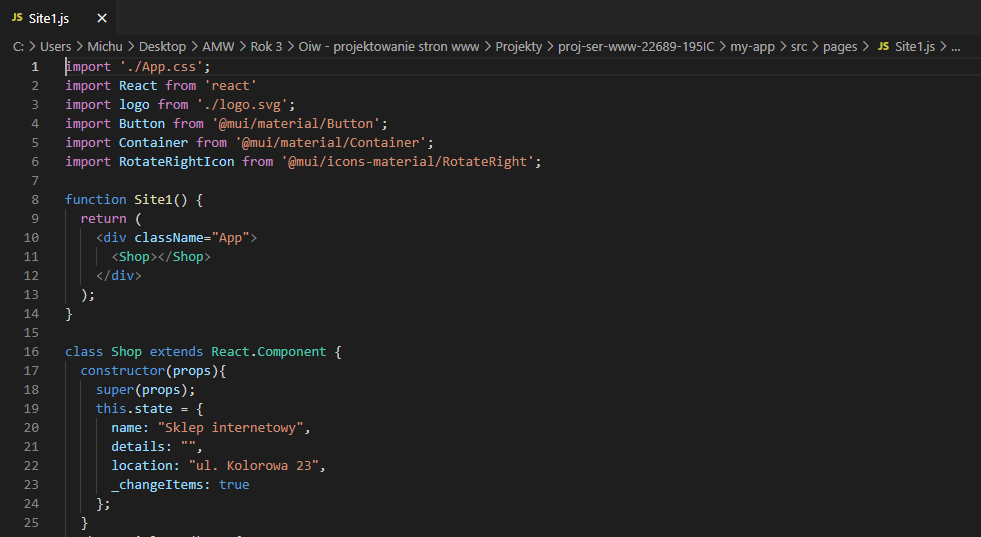 JS Site1.js ×
C: > Users > Michu > Desktop > AMW > Rok 3 > Oiw - projektowanie stron www > Projekty > proj-ser-www-22689-195IC > my-app > src > pages > JS Site1.js > ...
1 import './App.css';
2 import React from 'react'
3 import logo from './logo.svg';
4 import Button from '@mui/material/Button';
5 import Container from '@mui/material/Container';
6 import RotateRightIcon from '@mui/icons-material/RotateRight';
7
8 function Site1() {
9   return (
10     <div className="App">
11       <Shop></Shop>
12     </div>
13   );
14 }
15
16 class Shop extends React.Component {
17   constructor(props){
18     super(props);
19     this.state = {
20       name: "Sklep internetowy",
21       details: "",
22       location: "ul. Kolorowa 23",
23       _changeItems: true
24     };
25   }